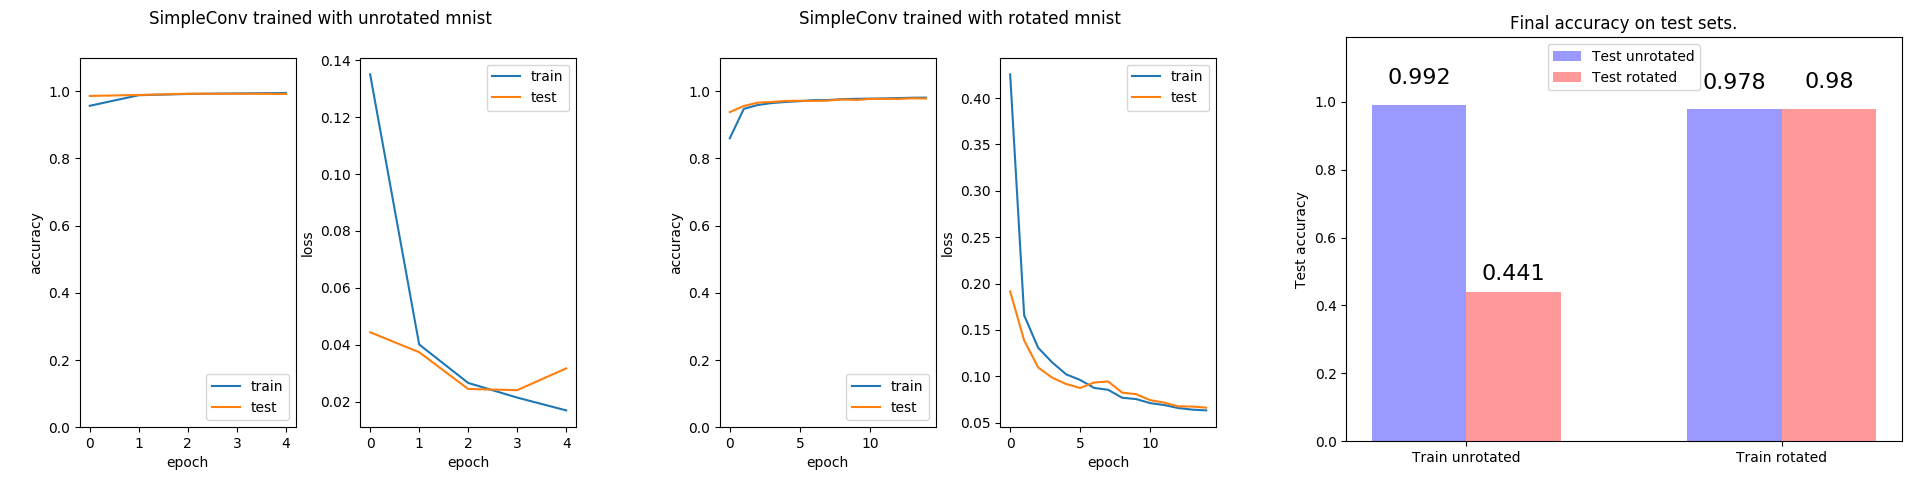 SimpleConv trained with unrotated mnist
1.0
0.8
0.6
0.4
0.2
0.0
accuracy
0 1 2 3 4
epoch
train
test
0.14
0.12
0.10
0.08
0.06
0.04
0.02
loss
0 1 2 3 4
epoch
train
test
SimpleConv trained with rotated mnist
1.0
0.8
0.6
0.4
0.2
0.0
accuracy
0 5 10
epoch
train
test
0.40
0.35
0.30
0.25
0.20
0.15
0.10
0.05
loss
0 5 10
epoch
train
test
Final accuracy on test sets.
Test unrotated
Test rotated
0.992
0.441
0.978
0.98
1.0
0.8
0.6
0.4
0.2
0.0
Test accuracy
Train unrotated
Train rotated